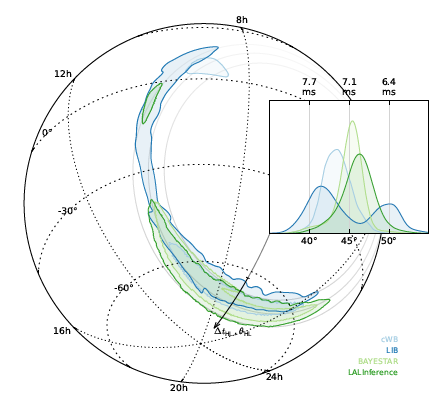 8h
12h
0°
-30°
-60°
16h
20h
24h
7.7 ms
7.1 ms
6.4 ms
40°
45°
50°
Δt_HL, θ_HL
cWB
LIB
BAYESTAR
LALInference